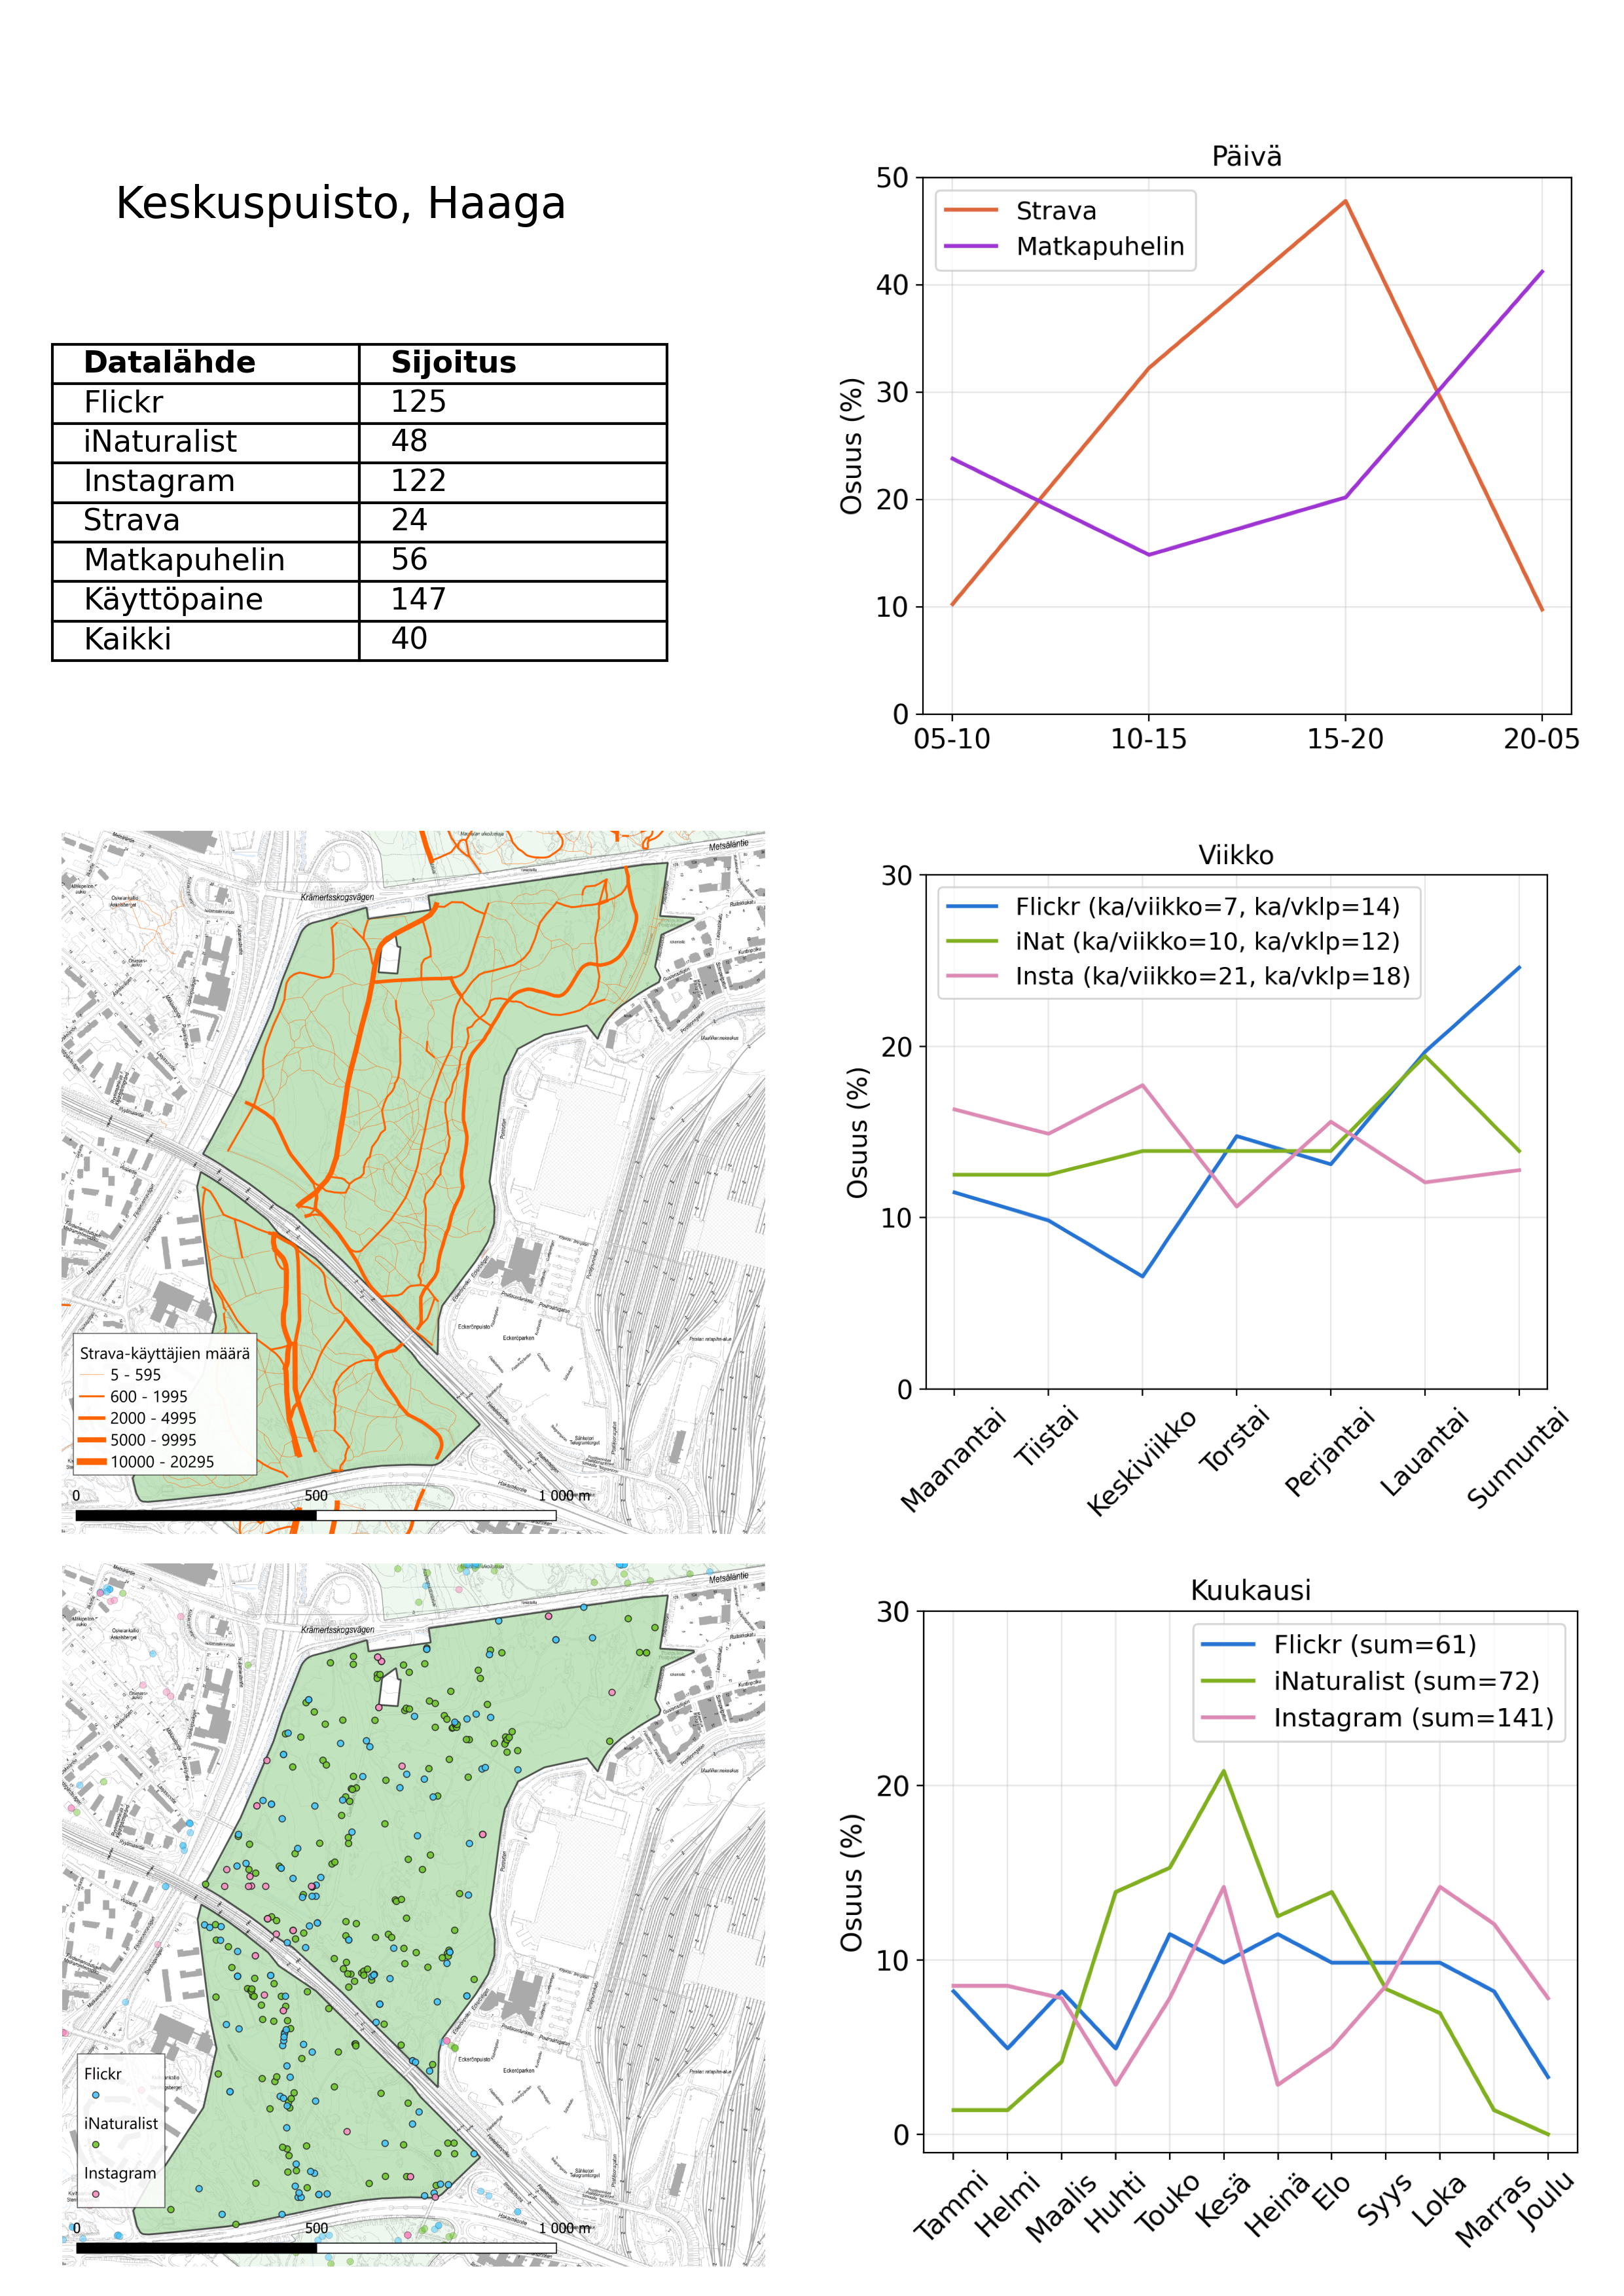 Keskuspuisto, Haaga
Datalähde Sijoitus
Flickr 125
iNaturalist 48
Instagram 122
Strava 24
Matkapuhelin 56
Käyttöpaine 147
Kaikki 40
Päivä
Strava
Matkapuhelin
Osuus (%)
50
40
30
20
10
0
05-10 10-15 15-20 20-05
Metsäläntie
Krämertsskogsvägen
Eckerönpuisto
Eckeröparken
Strava-käyttäjien määrä
5 - 595
600 - 1995
2000 - 4995
5000 - 9995
10000 - 20295
0 500 1 000 m
Viikko
Flickr (ka/viikko=7, ka/vklp=14)
iNat (ka/viikko=10, ka/vklp=12)
Insta (ka/viikko=21, ka/vklp=18)
Osuus (%)
30
20
10
0
Maanantai Tiistai Keskiviikko Torstai Perjantai Lauantai Sunnuntai
Metsäläntie
Krämertsskogsvägen
Eckerönpuisto
Eckeröparken
Flickr
iNaturalist
Instagram
0 500 1 000 m
Kuukausi
Flickr (sum=61)
iNaturalist (sum=72)
Instagram (sum=141)
Osuus (%)
30
20
10
0
Tammi Helmi Maalis Huhti Touko Kesä Heinä Elo Syys Loka Marras Joulu